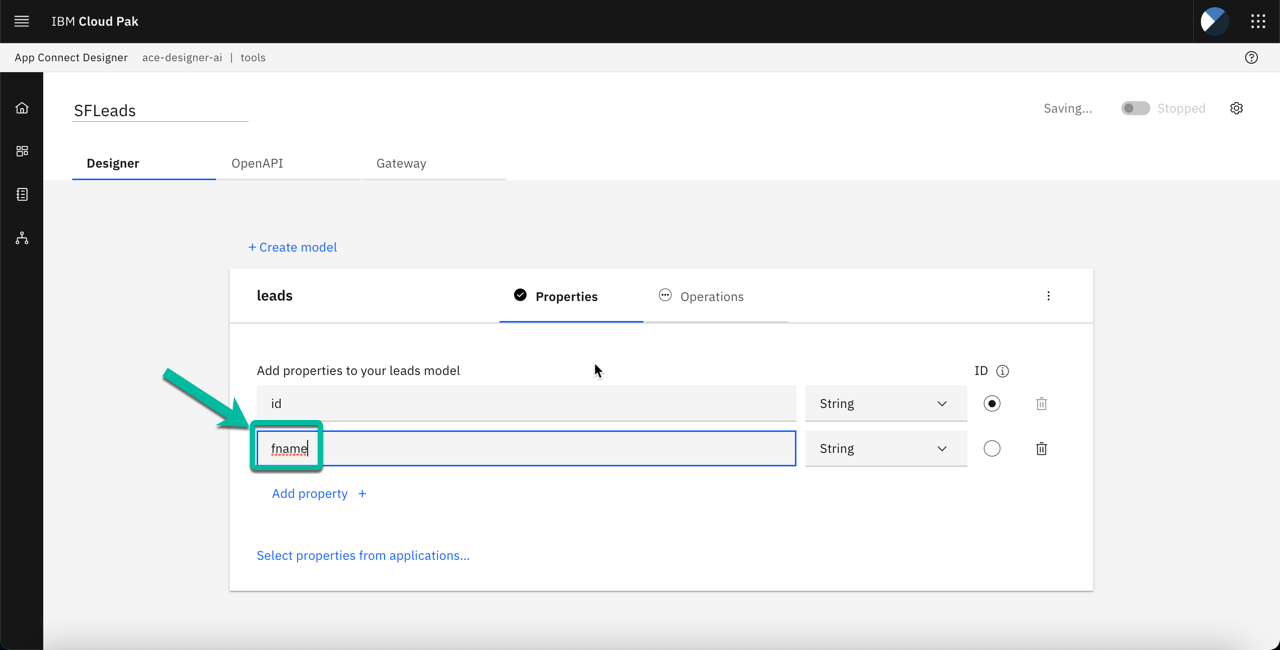 IBM Cloud Pak
App Connect Designer ace-designer-ai | tools
SFLeads
Saving... Stopped
Designer OpenAPI Gateway
+ Create model
leads Properties Operations
Add properties to your leads model ID
id String
fname String
Add property +
Select properties from applications...